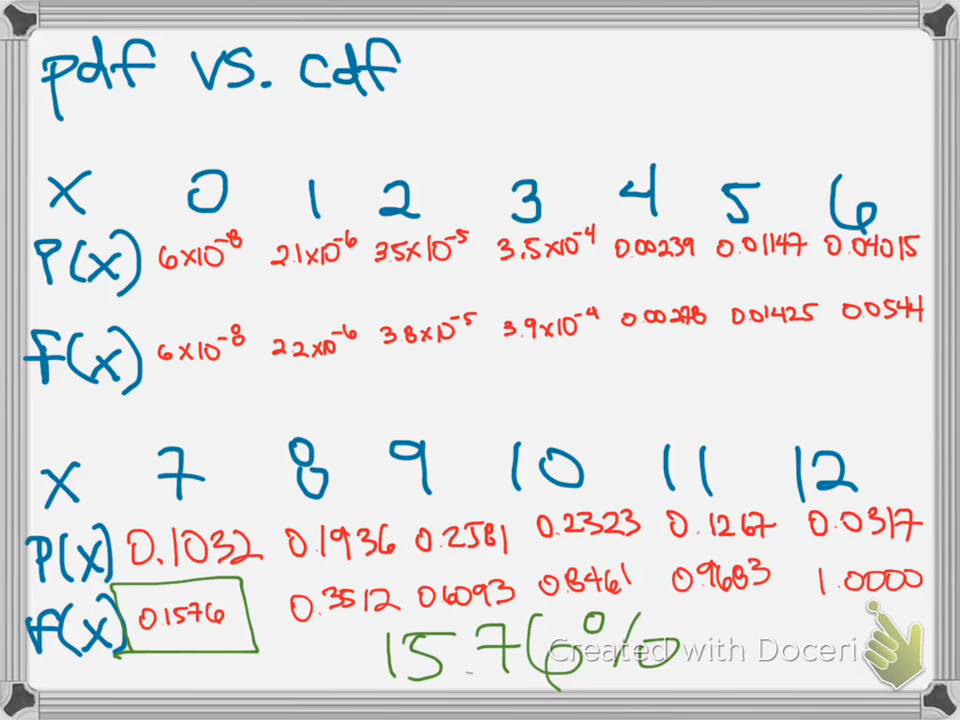 pdf vs. cdf
x 0 1 2 3 4 5 6
P(x) 6x10⁻⁸ 2.1x10⁻⁶ 3.5x10⁻⁵ 3.5x10⁻⁴ 0.00239 0.01147 0.04015
F(x) 6x10⁻⁸ 2.2x10⁻⁶ 3.8x10⁻⁵ 3.9x10⁻⁴ 0.00278 0.01425 0.0544
x 7 8 9 10 11 12
P(x) 0.1032 0.1936 0.2581 0.2323 0.1267 0.0317
F(x) 0.1576 0.3512 0.6093 0.8461 0.9683 1.0000
15.76%
Created with Doceri